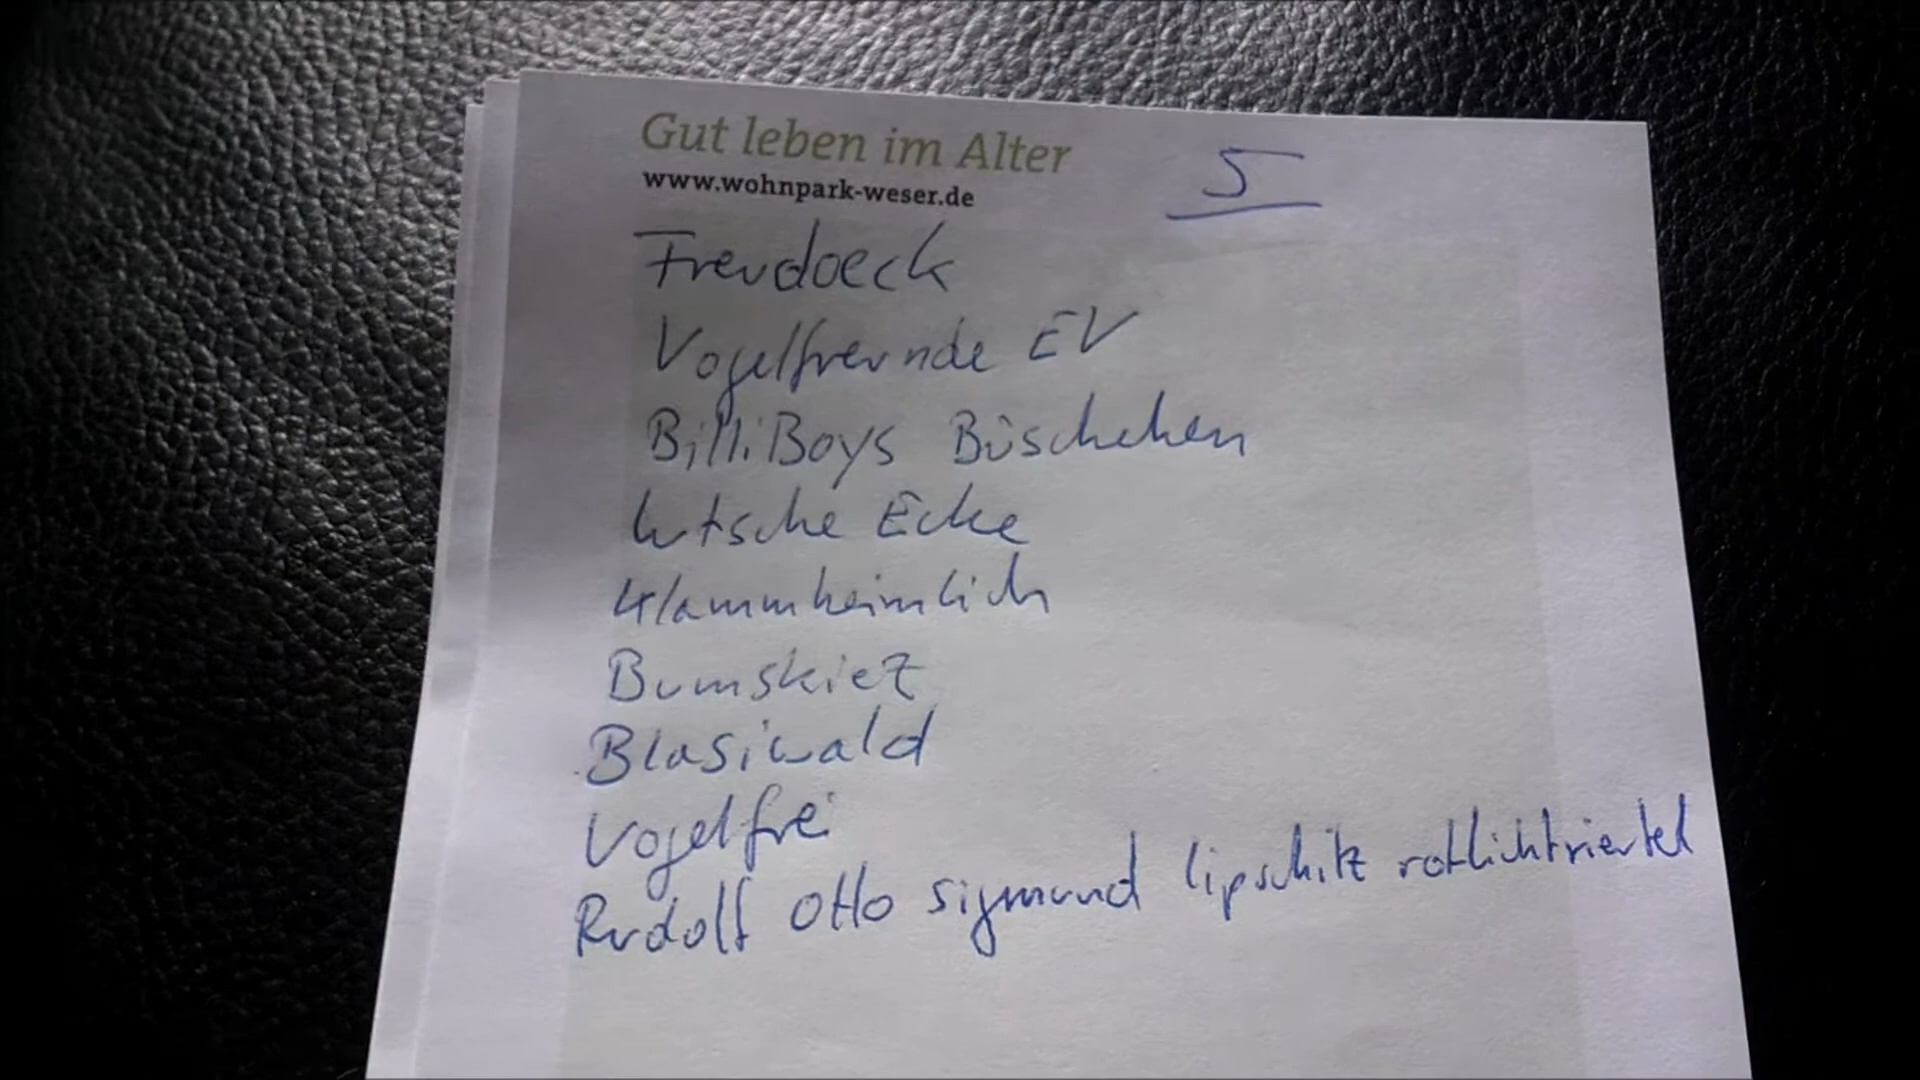 Gut leben im Alter
5
www.wohnpark-weser.de
Freudoeck
Vogelfreunde EV
BilliBoys Büschchen
lutsche Ecke
Klammheimlich
Bumskiez
Blasiwald
Vogelfrei
Rudolf Otto sigmund lipschitz rotlichtviertel